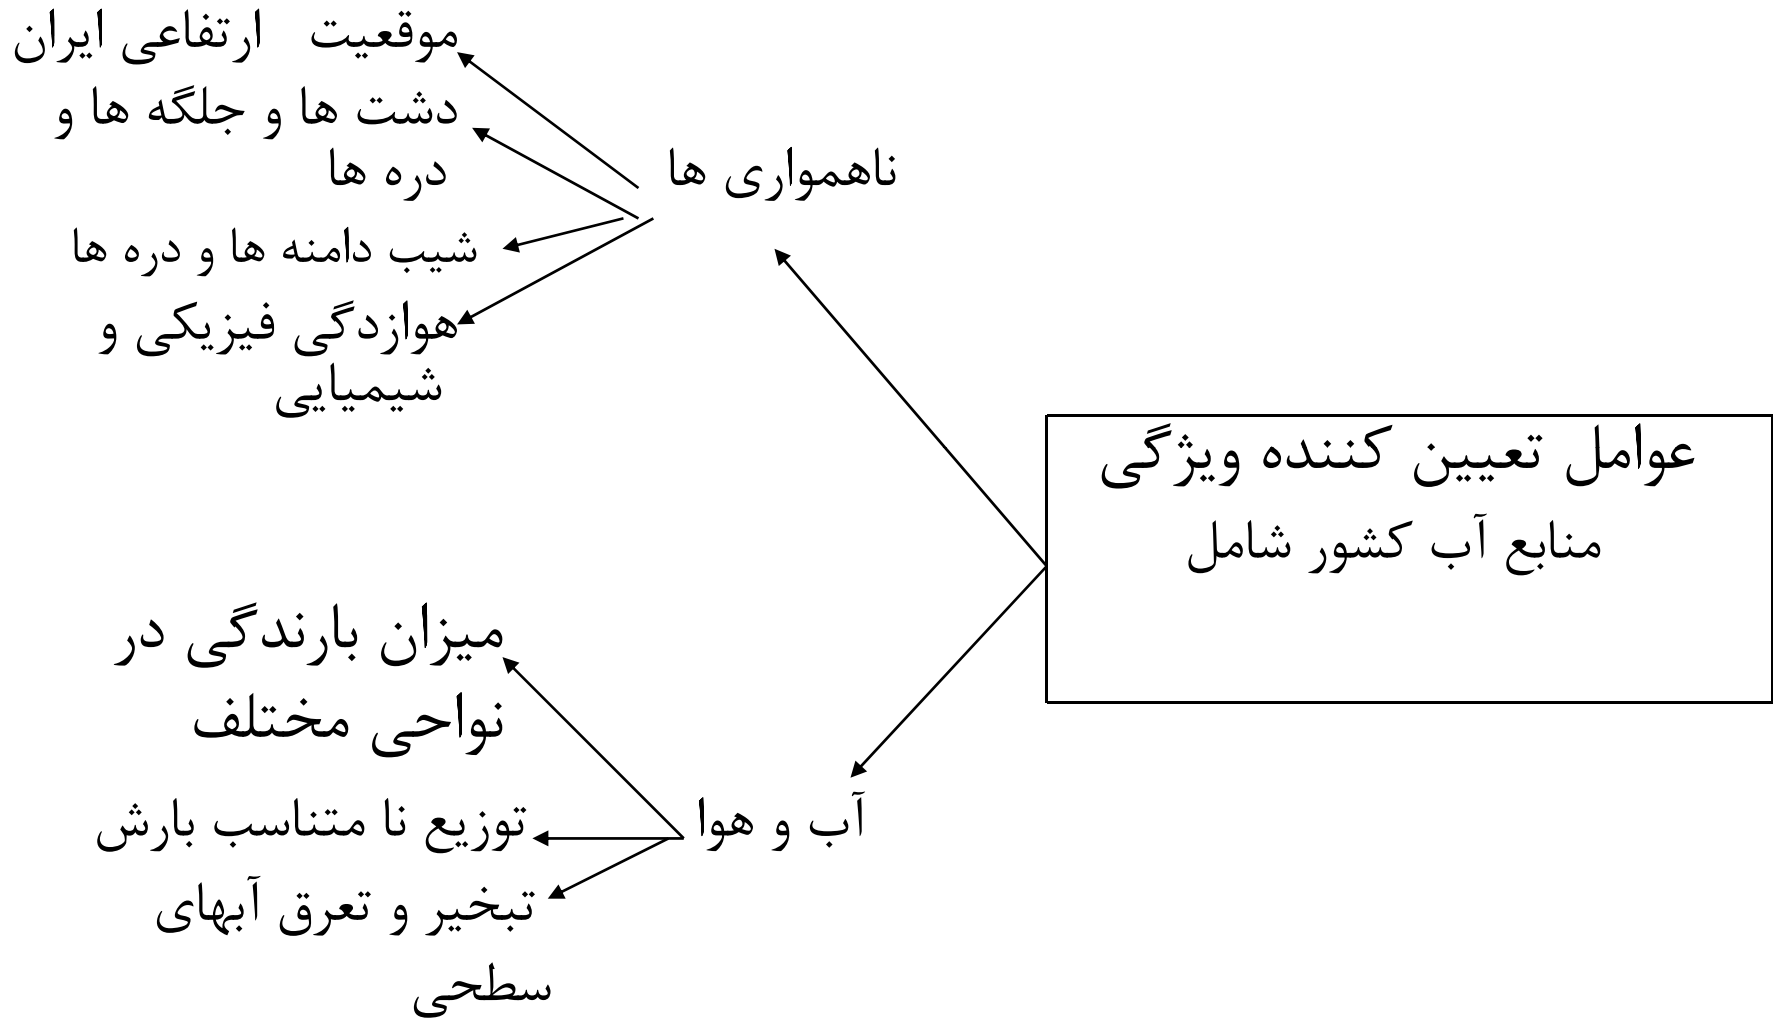 عوامل تعیین کننده ویژگی
منابع آب کشور شامل
ناهمواری ها
موقعیت ارتفاعی ایران
دشت ها و جلگه ها و
دره ها
شیب دامنه ها و دره ها
هوازدگی فیزیکی و
شیمیایی
آب و هوا
میزان بارندگی در
نواحی مختلف
توزیع نا متناسب بارش
تبخیر و تعرق آبهای
سطحی